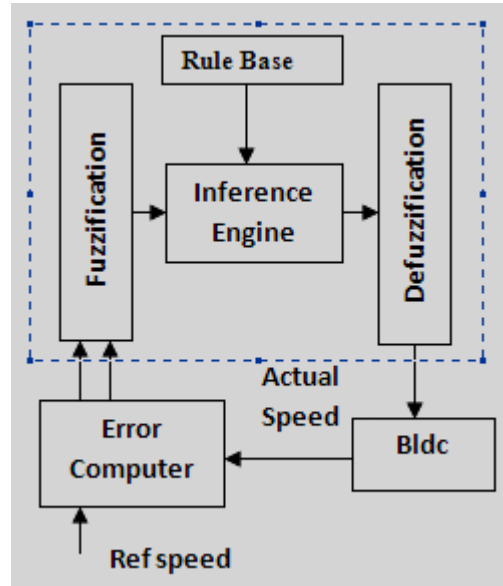 Rule Base
Fuzzification
Inference
Engine
Defuzzification
Actual
Speed
Error
Computer
Bldc
Ref speed